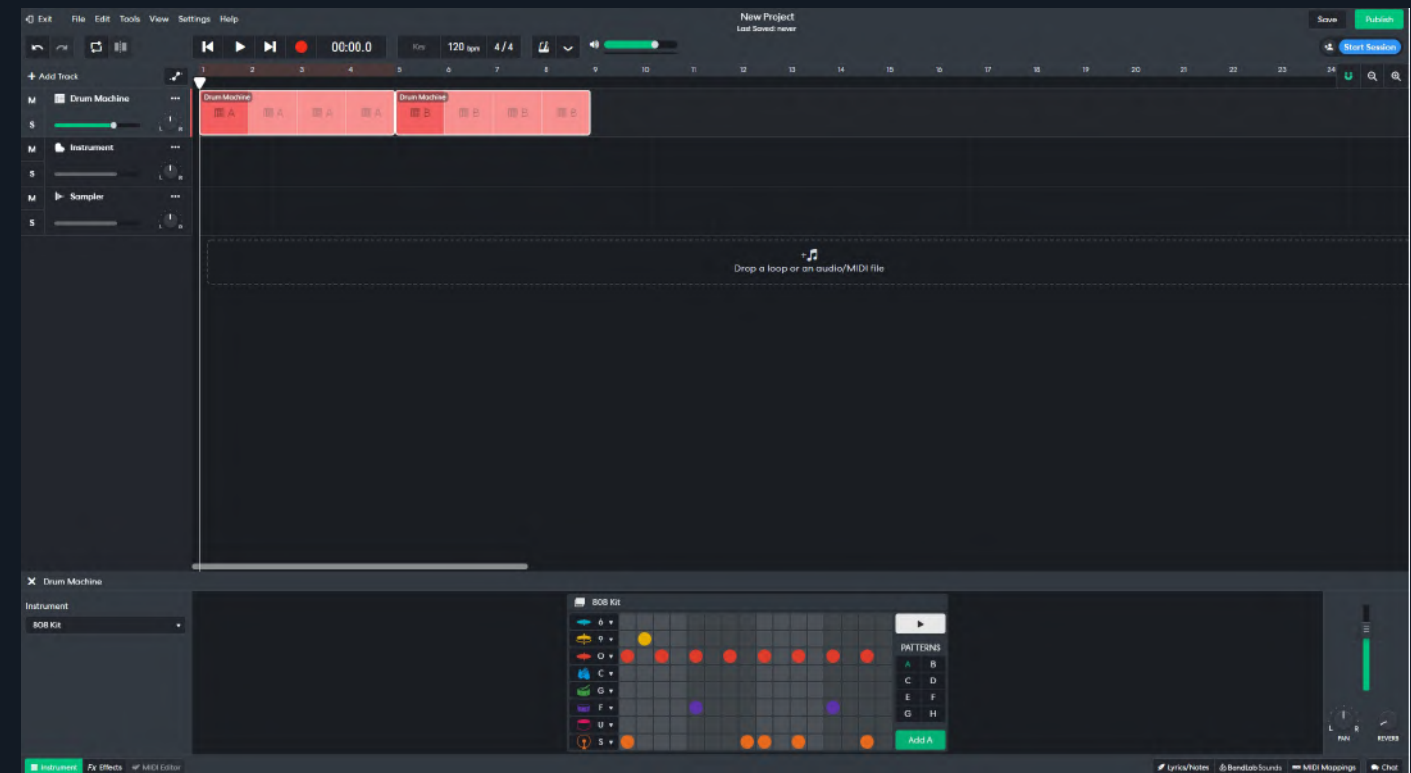 Exit File Edit Tools View Settings Help
New Project
Last Saved: never
Save Publish
00:00.0 Key 120 bpm 4/4
Start Session
+ Add Track
1 2 3 4 5 6 7 8 9 10 11 12 13 14 15 16 17 18 19 20 21 22 23 24
M Drum Machine
S L R
Drum Machine Drum Machine
A A A A B B B B
M Instrument
S L R
M Sampler
S L R
Drop a loop or an audio/MIDI file
X Drum Machine
Instrument
808 Kit
808 Kit
6
9
O
C
G
F
U
S
PATTERNS
A B
C D
E F
G H
Add A
L R
PAN REVERB
Instrument Fx Effects MIDI Editor
Lyrics/Notes BandLab Sounds MIDI Mappings Chat